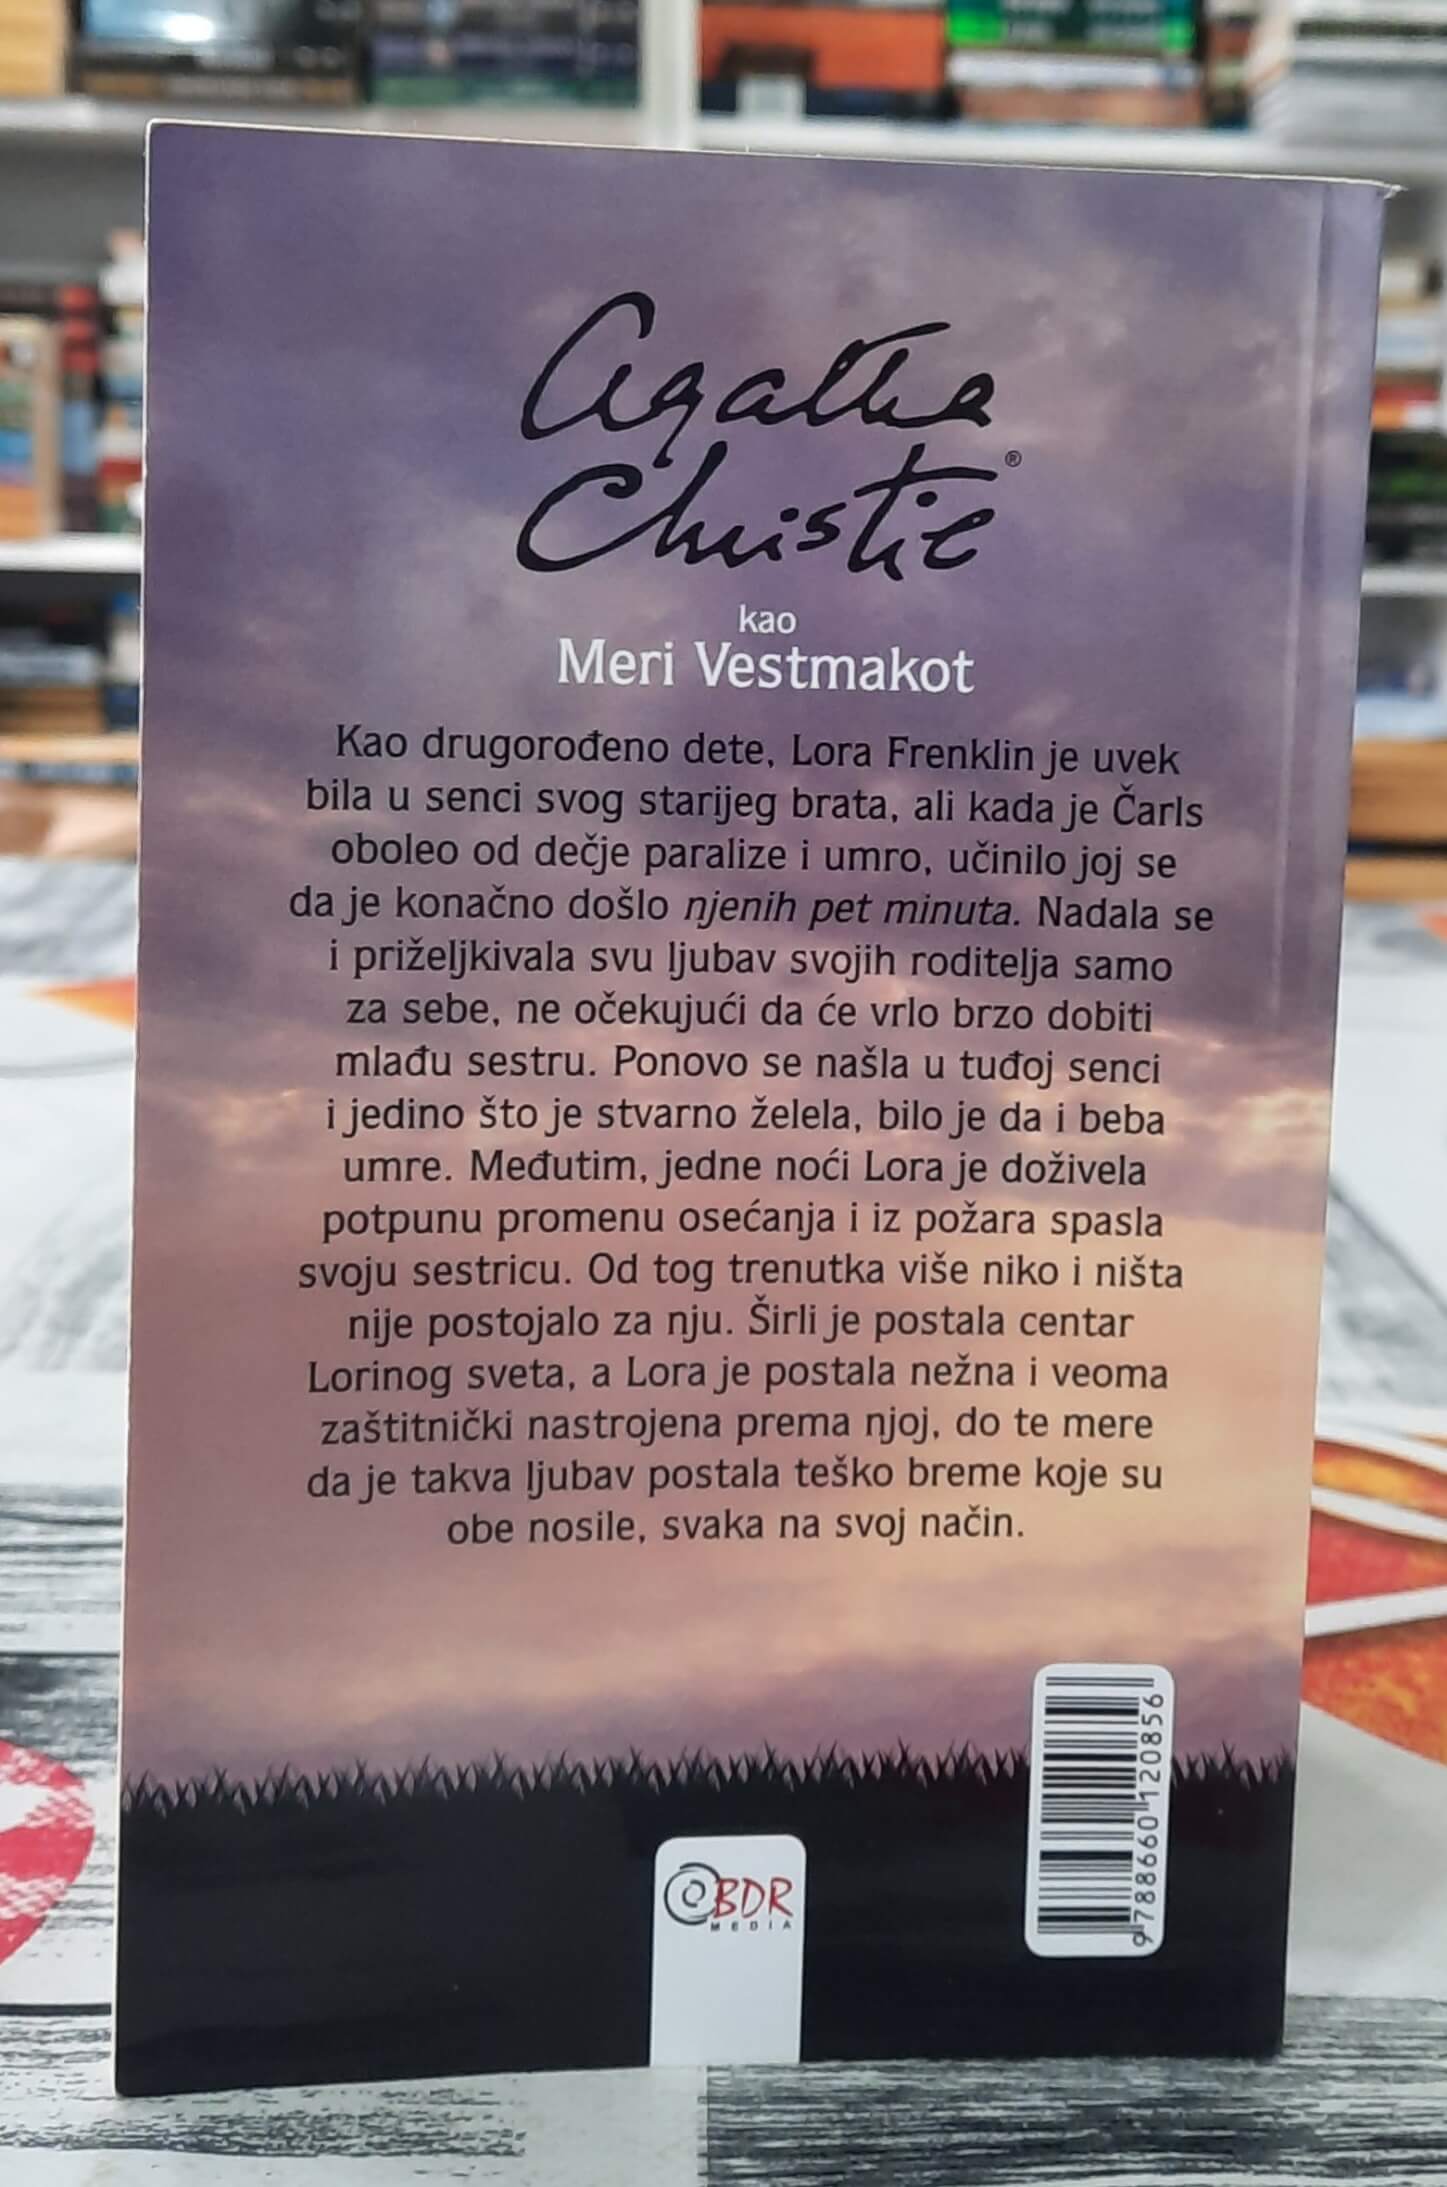 Agatha
Christie®
kao
Meri Vestmakot
Kao drugorođeno dete, Lora Frenklin je uvek
bila u senci svog starijeg brata, ali kada je Čarls
oboleo od dečje paralize i umro, učinilo joj se
da je konačno došlo njenih pet minuta. Nadala se
i priželjkivala svu ljubav svojih roditelja samo
za sebe, ne očekujući da će vrlo brzo dobiti
mlađu sestru. Ponovo se našla u tuđoj senci
i jedino što je stvarno želela, bilo je da i beba
umre. Međutim, jedne noći Lora je doživela
potpunu promenu osećanja i iz požara spasla
svoju sestricu. Od tog trenutka više niko i ništa
nije postojalo za nju. Širli je postala centar
Lorinog sveta, a Lora je postala nežna i veoma
zaštitnički nastrojena prema njoj, do te mere
da je takva ljubav postala teško breme koje su
obe nosile, svaka na svoj način.
9788660120856
BDR
MEDIA